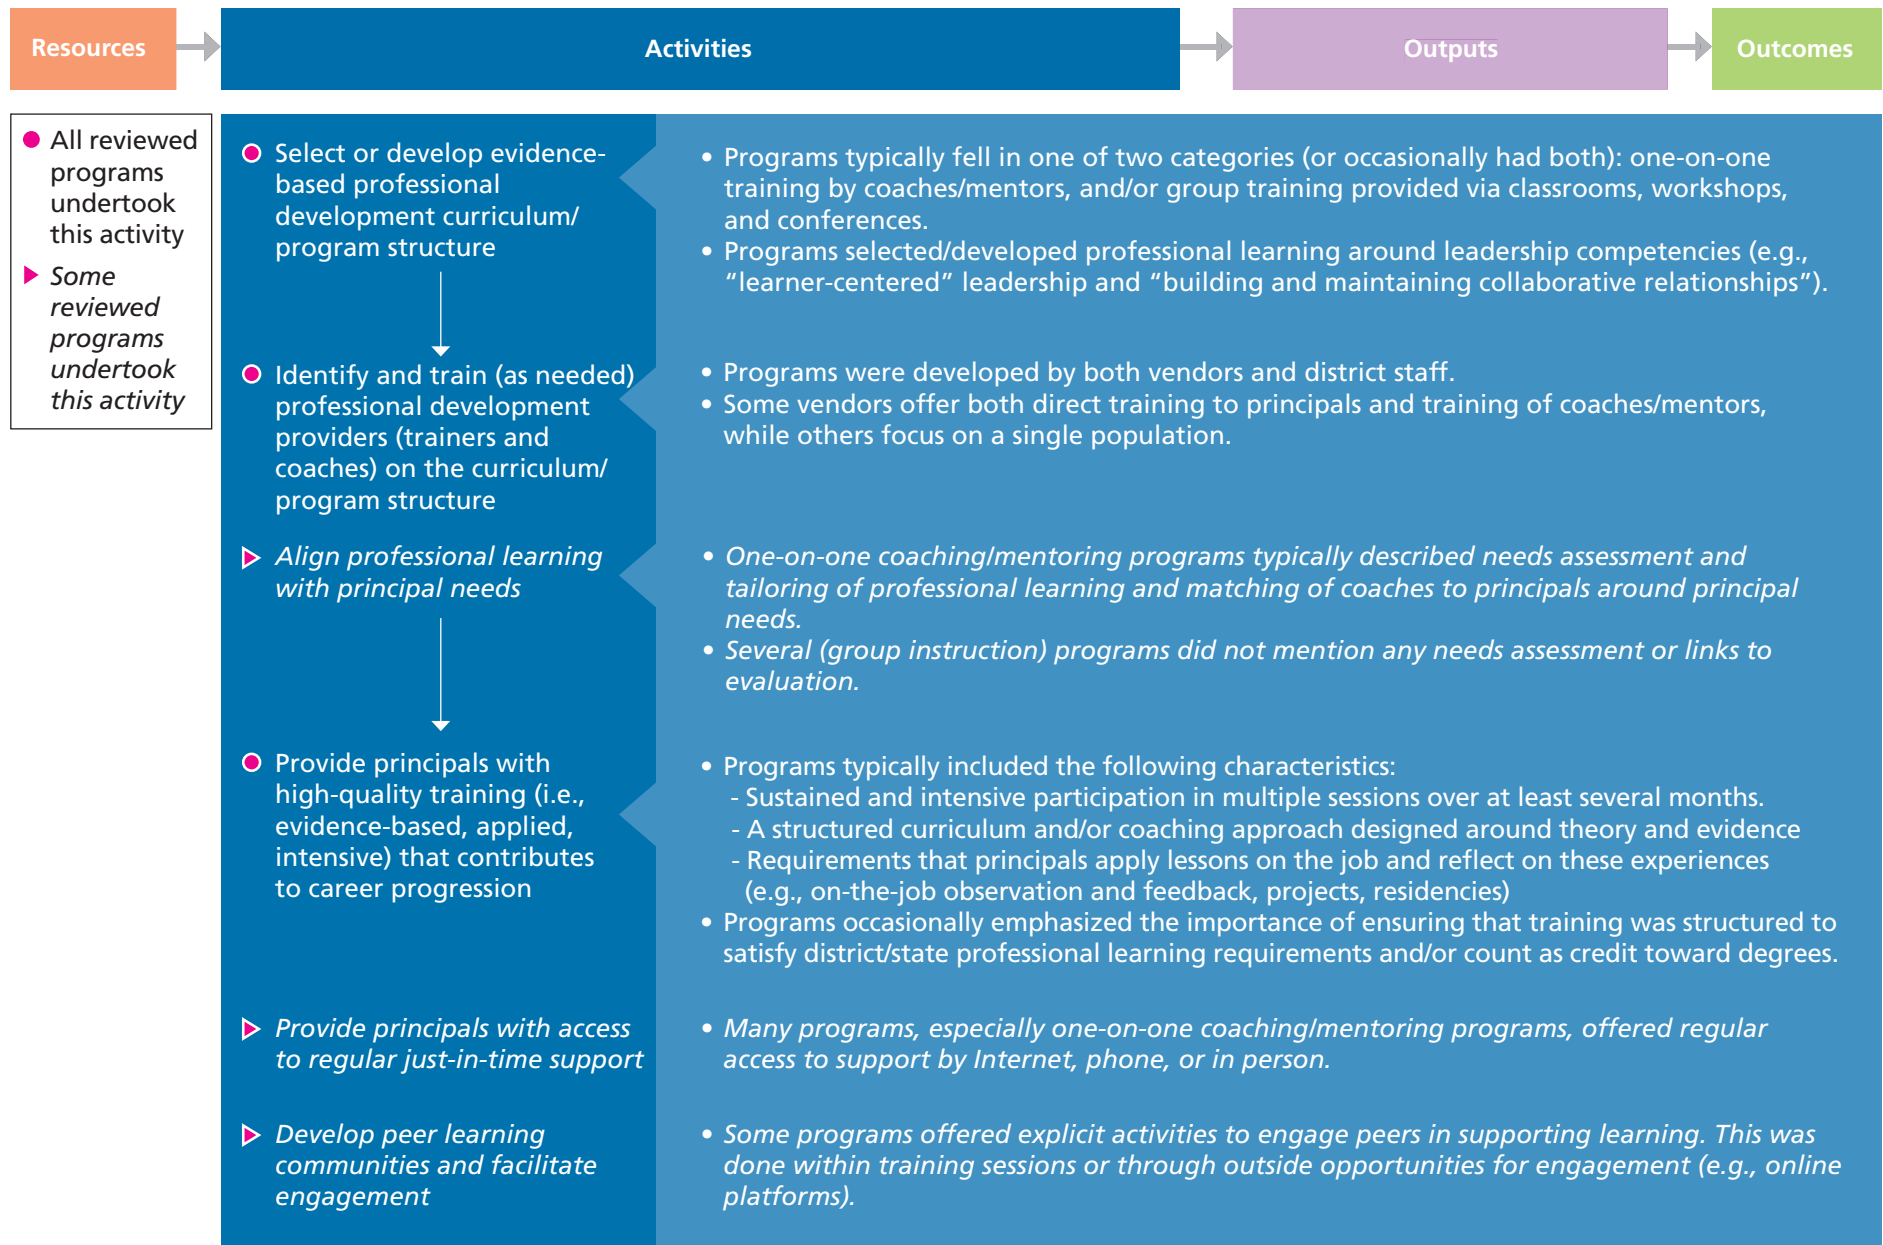 Resources
Activities
Outputs
Outcomes
● All reviewed
programs
undertook
this activity
▶ Some
reviewed
programs
undertook
this activity
Select or develop evidence-
based professional
development curriculum/
program structure
• Programs typically fell in one of two categories (or occasionally had both): one-on-one
training by coaches/mentors, and/or group training provided via classrooms, workshops,
and conferences.
• Programs selected/developed professional learning around leadership competencies (e.g.,
“learner-centered” leadership and “building and maintaining collaborative relationships”).
Identify and train (as needed)
professional development
providers (trainers and
coaches) on the curriculum/
program structure
• Programs were developed by both vendors and district staff.
• Some vendors offer both direct training to principals and training of coaches/mentors,
while others focus on a single population.
Align professional learning
with principal needs
• One-on-one coaching/mentoring programs typically described needs assessment and
tailoring of professional learning and matching of coaches to principals around principal
needs.
• Several (group instruction) programs did not mention any needs assessment or links to
evaluation.
Provide principals with
high-quality training (i.e.,
evidence-based, applied,
intensive) that contributes
to career progression
• Programs typically included the following characteristics:
- Sustained and intensive participation in multiple sessions over at least several months.
- A structured curriculum and/or coaching approach designed around theory and evidence
- Requirements that principals apply lessons on the job and reflect on these experiences
(e.g., on-the-job observation and feedback, projects, residencies)
• Programs occasionally emphasized the importance of ensuring that training was structured to
satisfy district/state professional learning requirements and/or count as credit toward degrees.
Provide principals with access
to regular just-in-time support
• Many programs, especially one-on-one coaching/mentoring programs, offered regular
access to support by Internet, phone, or in person.
Develop peer learning
communities and facilitate
engagement
• Some programs offered explicit activities to engage peers in supporting learning. This was
done within training sessions or through outside opportunities for engagement (e.g., online
platforms).